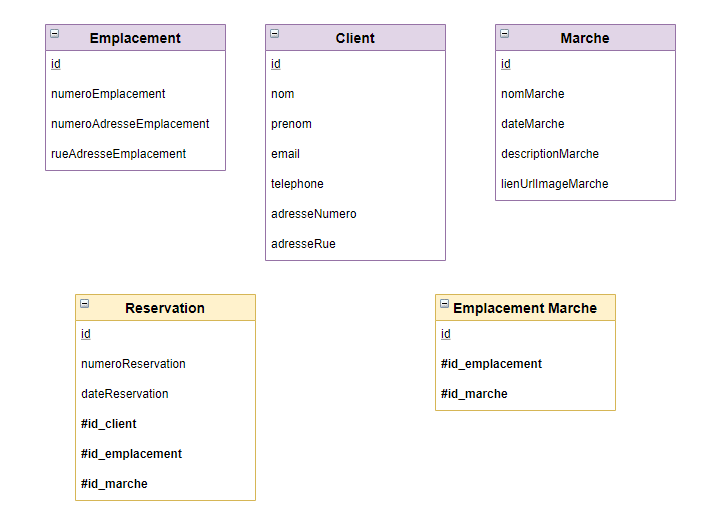 Emplacement
id
numeroEmplacement
numeroAdresseEmplacement
rueAdresseEmplacement
Client
id
nom
prenom
email
telephone
adresseNumero
adresseRue
Marche
id
nomMarche
dateMarche
descriptionMarche
lienUrlImageMarche
Reservation
id
numeroReservation
dateReservation
#id_client
#id_emplacement
#id_marche
Emplacement Marche
id
#id_emplacement
#id_marche